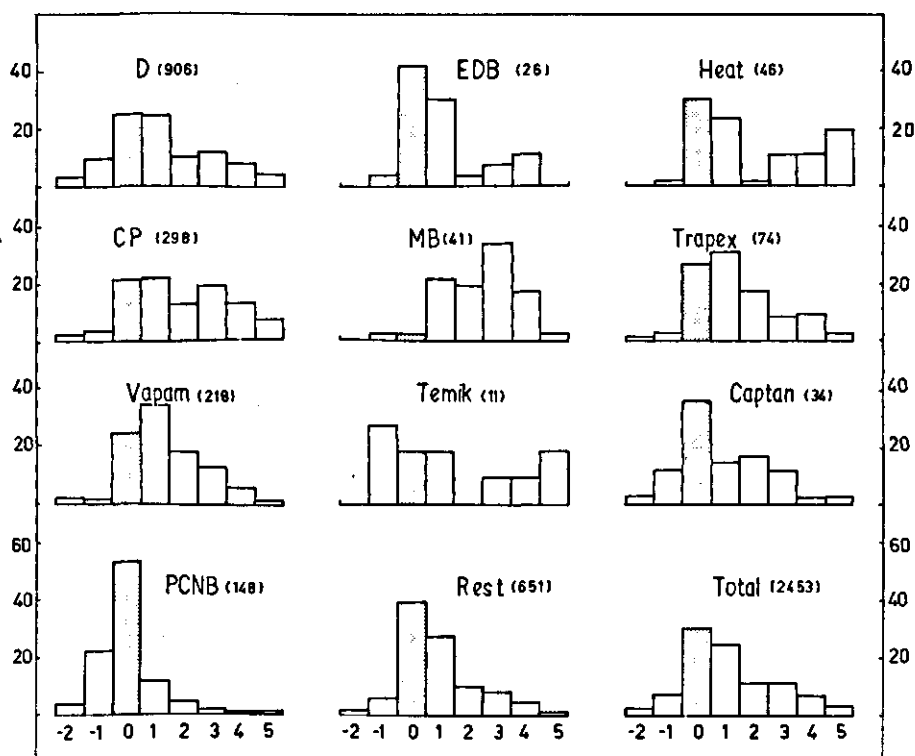 D (906) EDB (26) Heat (46)
40 40
20 20
CP (298) MB (41) Trapex (74)
40 40
20 20
Vapam (218) Temik (11) Captan (34)
40 40
20 20
60 60
PCNB (148) Rest (651) Total (2453)
40 40
20 20
-2 -1 0 1 2 3 4 5 -2 -1 0 1 2 3 4 5 -2 -1 0 1 2 3 4 5